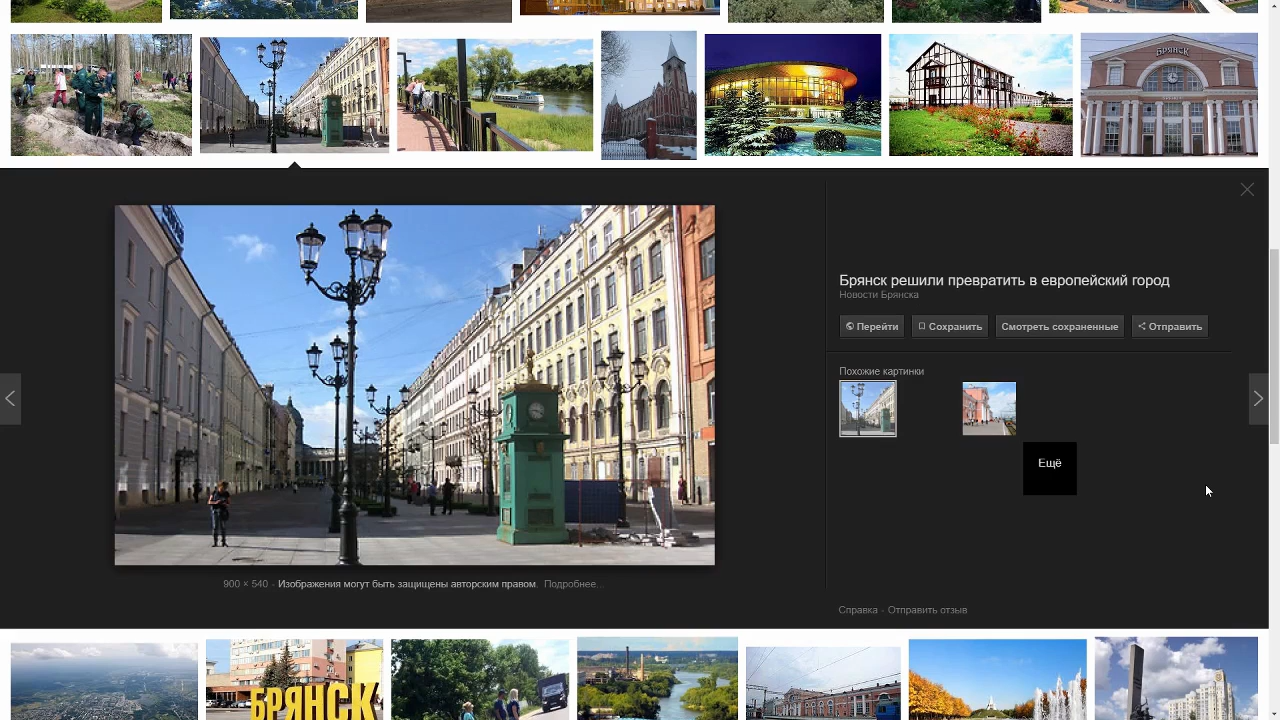 БРЯНСК
Брянск решили превратить в европейский город
Новости Брянска
Перейти
Сохранить
Смотреть сохраненные
Отправить
Похожие картинки
Ещё
900 × 540 - Изображения могут быть защищены авторским правом. Подробнее...
Справка - Отправить отзыв
БРЯНСК